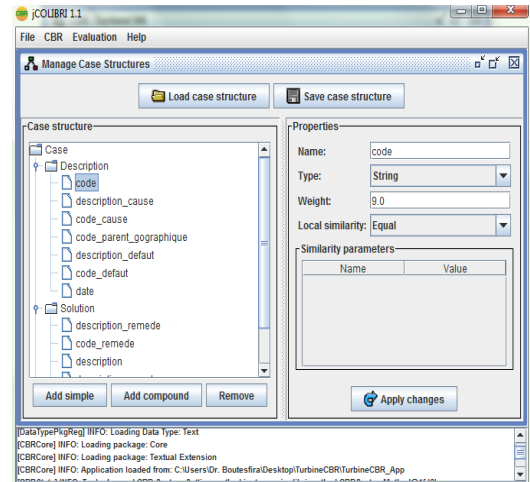 jCOLIBRI 1.1
File CBR Evaluation Help
Manage Case Structures
Load case structure Save case structure
Case structure
Case
Description
code
description_cause
code_cause
code_parent_gographique
description_defaut
code_defaut
date
Solution
description_remede
code_remede
description
Add simple Add compound Remove
Properties
Name: code
Type: String
Weight: 9.0
Local similarity: Equal
Similarity parameters
Name Value
Apply changes
[DataTypePkgReg] INFO: Loading Data Type: Text
[CBRCore] INFO: Loading package: Core
[CBRCore] INFO: Loading package: Textual Extension
[CBRCore] INFO: Application loaded from: C:\Users\Dr. Boutesfira\Desktop\TurbineCBR\TurbineCBR_App